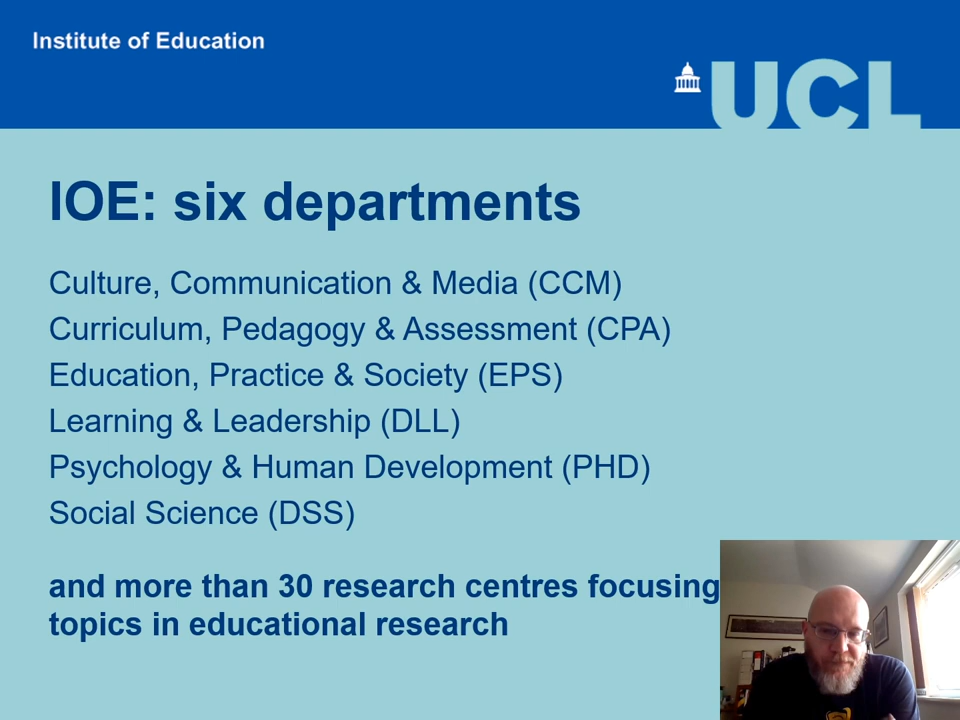 Institute of Education
UCL
IOE: six departments
Culture, Communication & Media (CCM)
Curriculum, Pedagogy & Assessment (CPA)
Education, Practice & Society (EPS)
Learning & Leadership (DLL)
Psychology & Human Development (PHD)
Social Science (DSS)
and more than 30 research centres focusing
topics in educational research